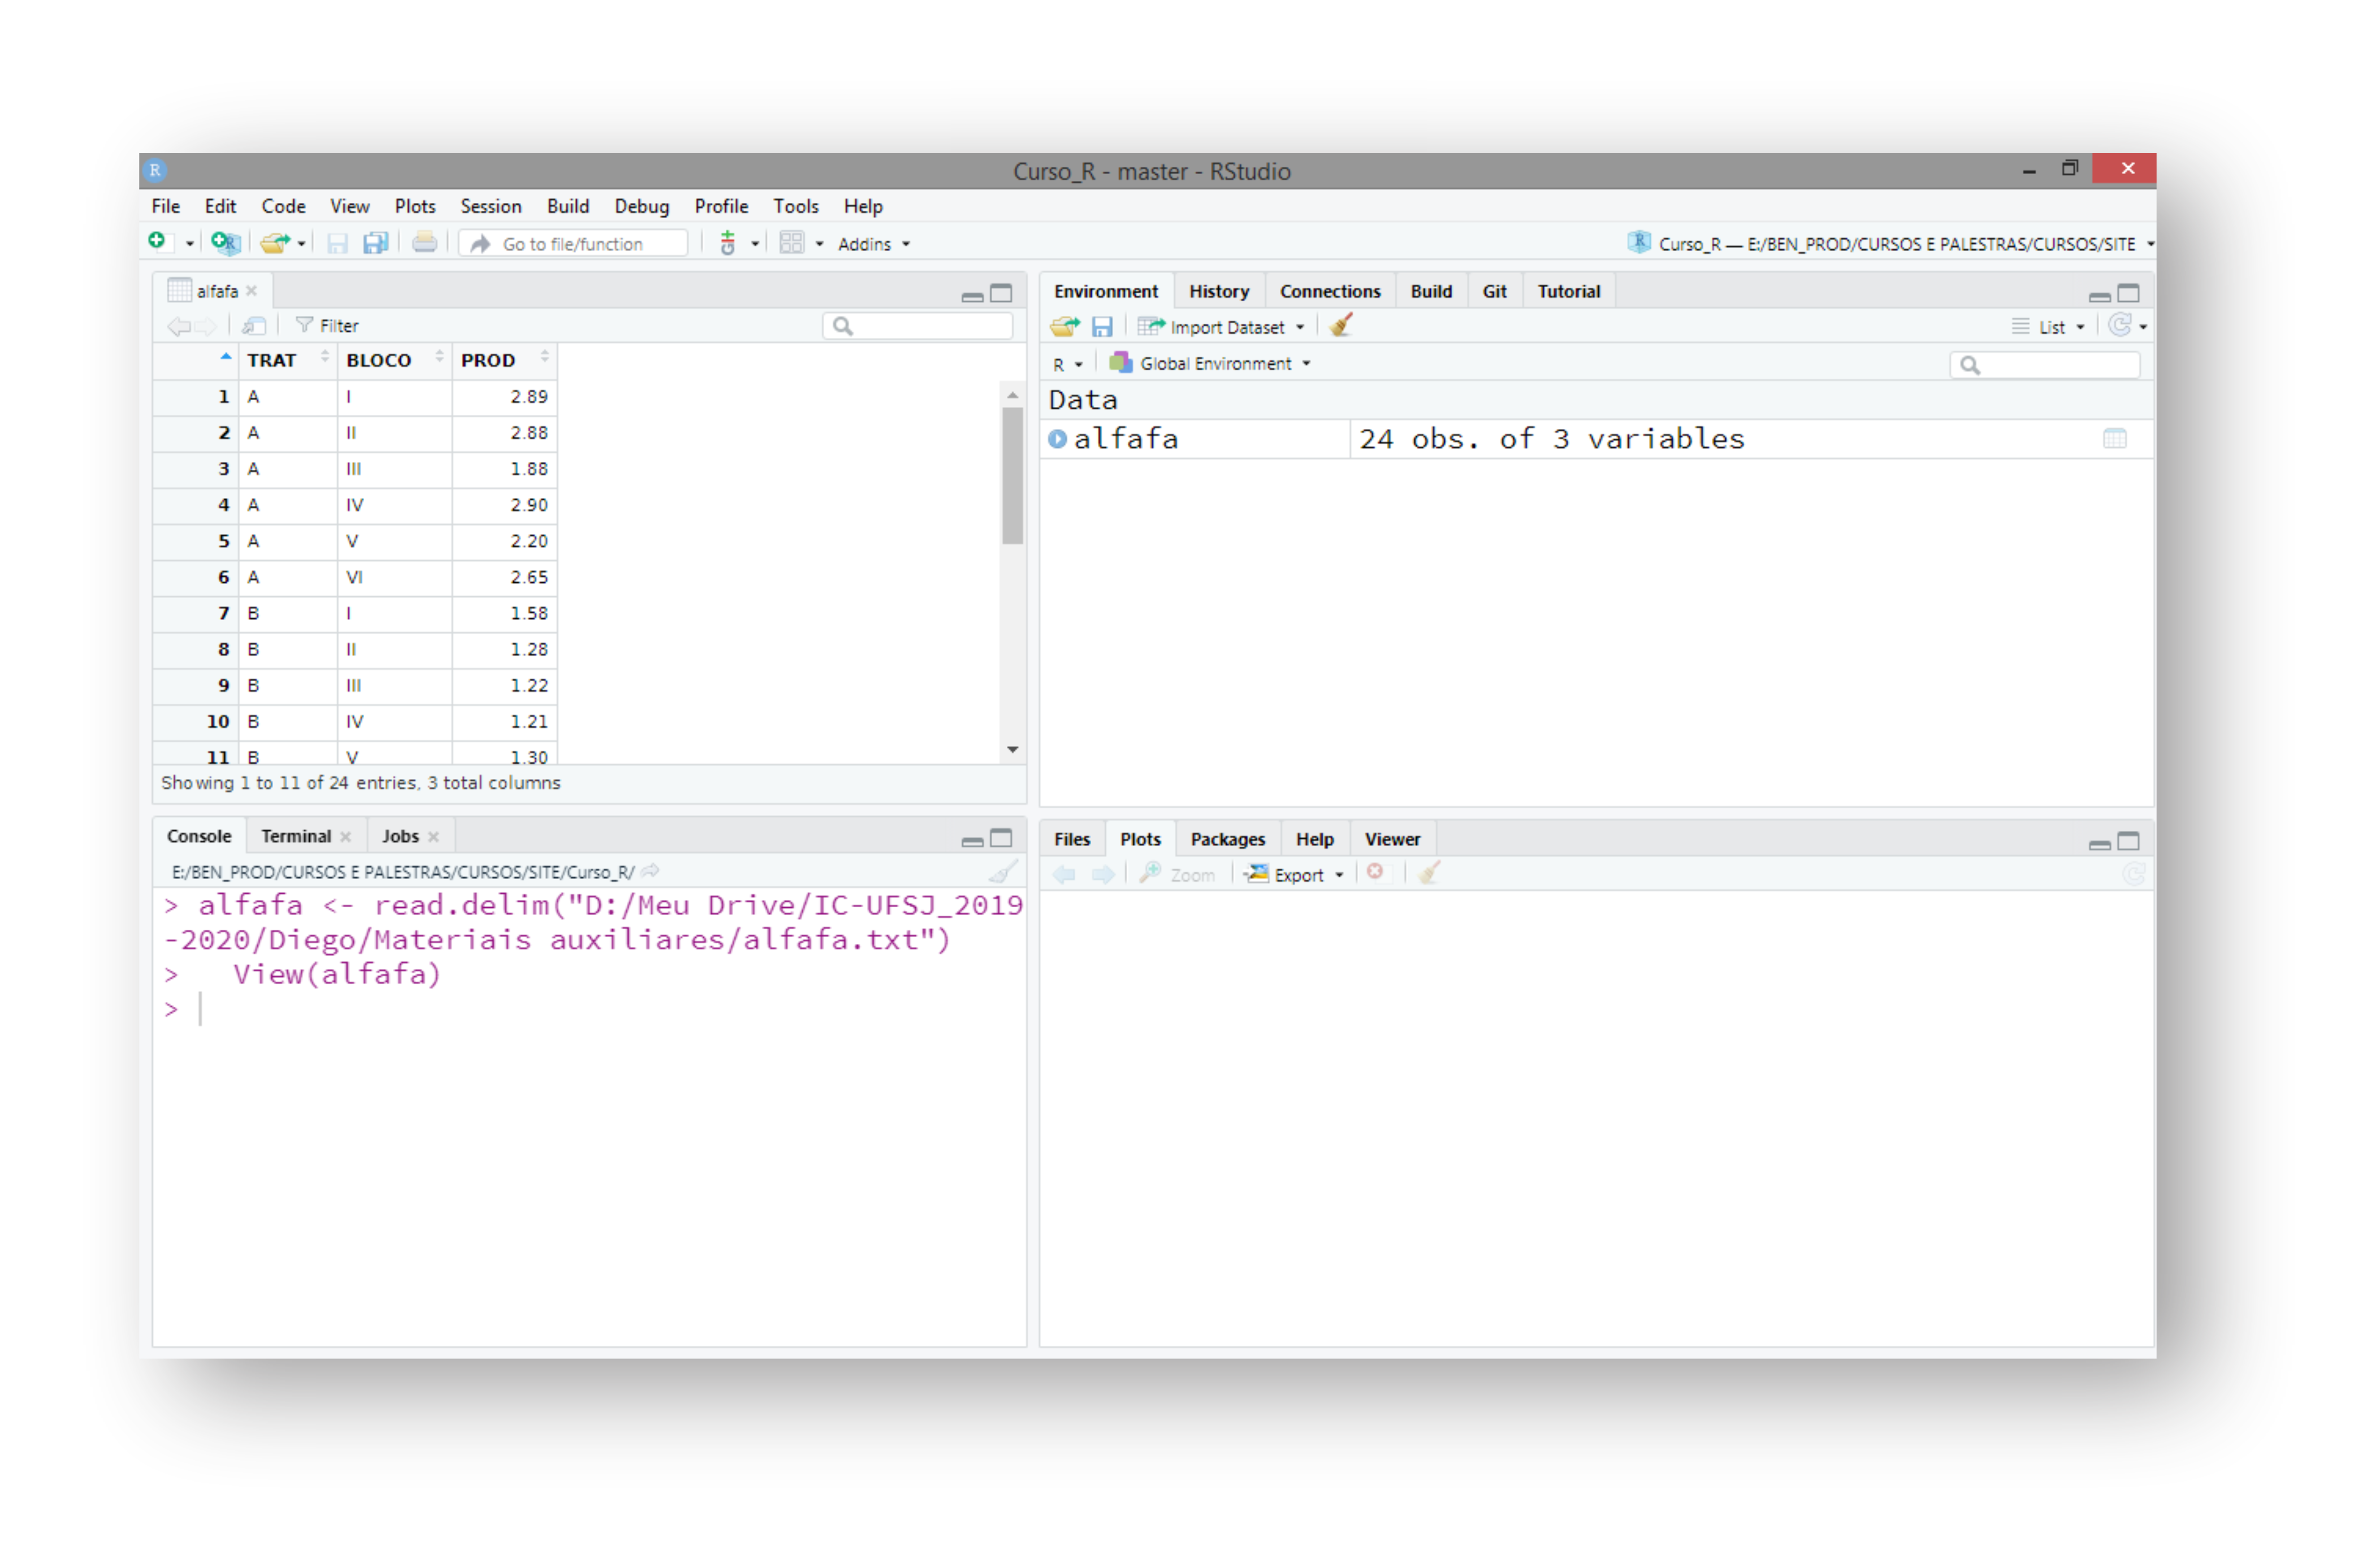 R
Curso_R - master - RStudio
File Edit Code View Plots Session Build Debug Profile Tools Help
Go to file/function Addins Curso_R — E:/BEN_PROD/CURSOS E PALESTRAS/CURSOS/SITE
alfafa
Filter
TRAT BLOCO PROD
1 A I 2.89
2 A II 2.88
3 A III 1.88
4 A IV 2.90
5 A V 2.20
6 A VI 2.65
7 B I 1.58
8 B II 1.28
9 B III 1.22
10 B IV 1.21
11 B V 1.30
Showing 1 to 11 of 24 entries, 3 total columns
Environment History Connections Build Git Tutorial
Import Dataset List
R Global Environment
Data
alfafa 24 obs. of 3 variables
Console Terminal Jobs
E:/BEN_PROD/CURSOS E PALESTRAS/CURSOS/SITE/Curso_R/
> alfafa <- read.delim("D:/Meu Drive/IC-UFSJ_2019
-2020/Diego/Materiais auxiliares/alfafa.txt")
> View(alfafa)
>
Files Plots Packages Help Viewer
Zoom Export